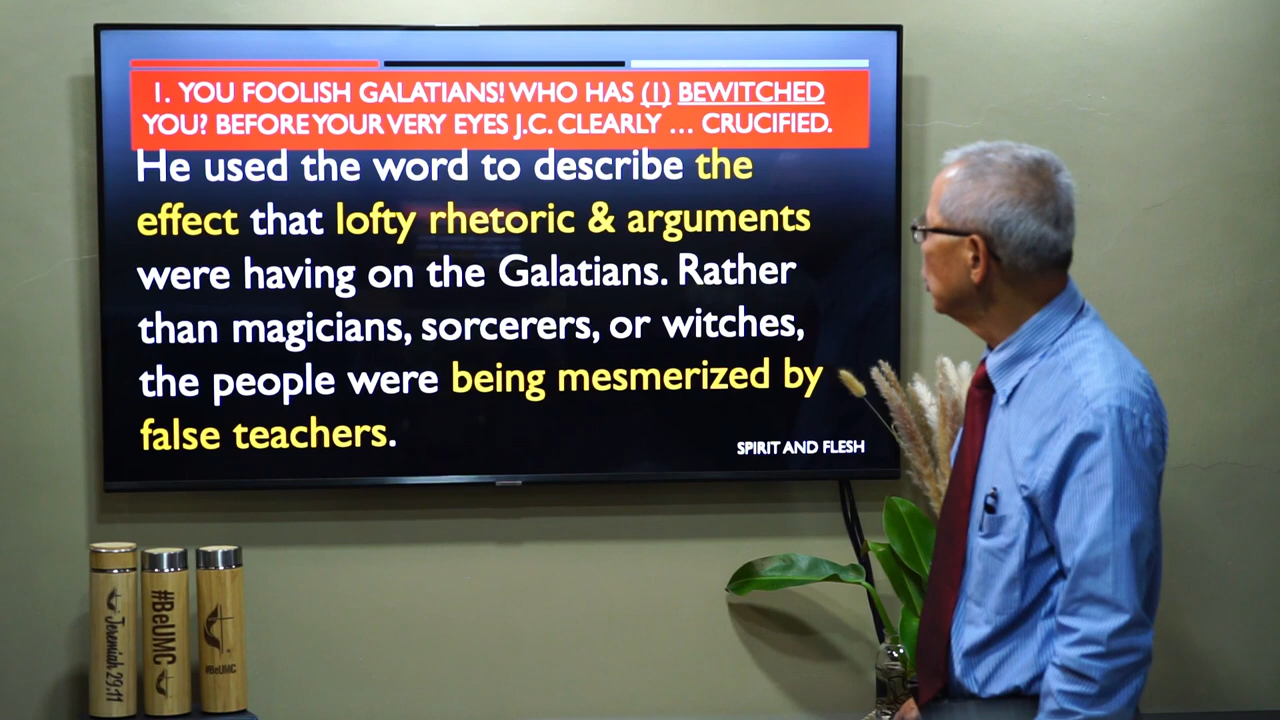 1. YOU FOOLISH GALATIANS! WHO HAS (1) BEWITCHED
YOU? BEFORE YOUR VERY EYES J.C. CLEARLY ... CRUCIFIED.
He used the word to describe the
effect that lofty rhetoric & arguments
were having on the Galatians. Rather
than magicians, sorcerers, or witches,
the people were being mesmerized by
false teachers.
SPIRIT AND FLESH
Jeremiah 29:11
#BeUMC
#BeUMC